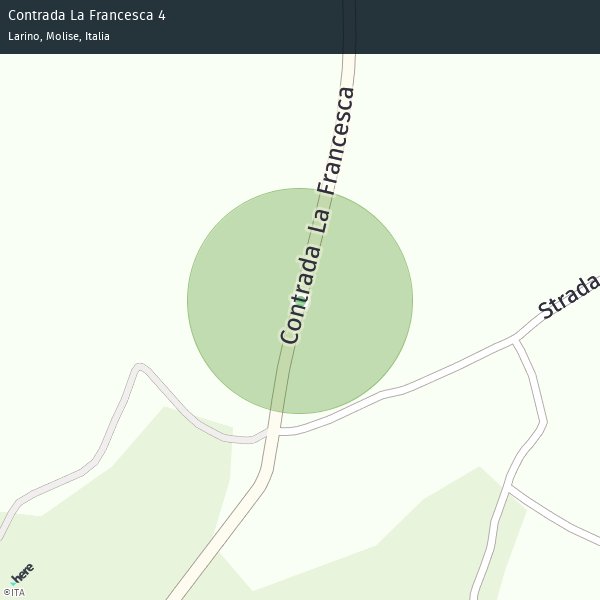 Contrada La Francesca 4
Larino, Molise, Italia
Contrada La Francesca
Strada
here
©ITA